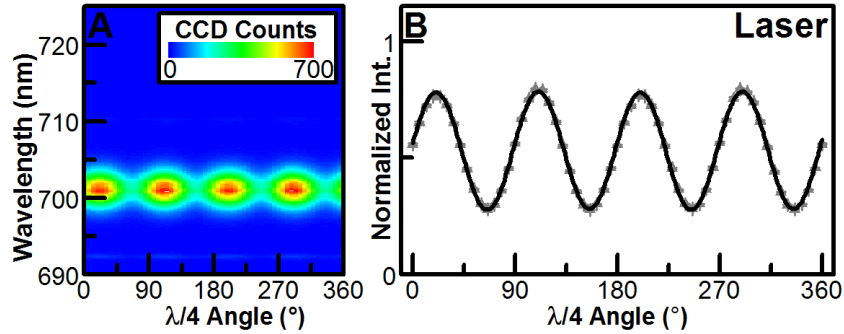 A
CCD Counts
0 700
720
710
700
690
Wavelength (nm)
0 90 180 270 360
λ/4 Angle (°)
B
Laser
1
0
Normalized Int.
0 90 180 270 360
λ/4 Angle (°)